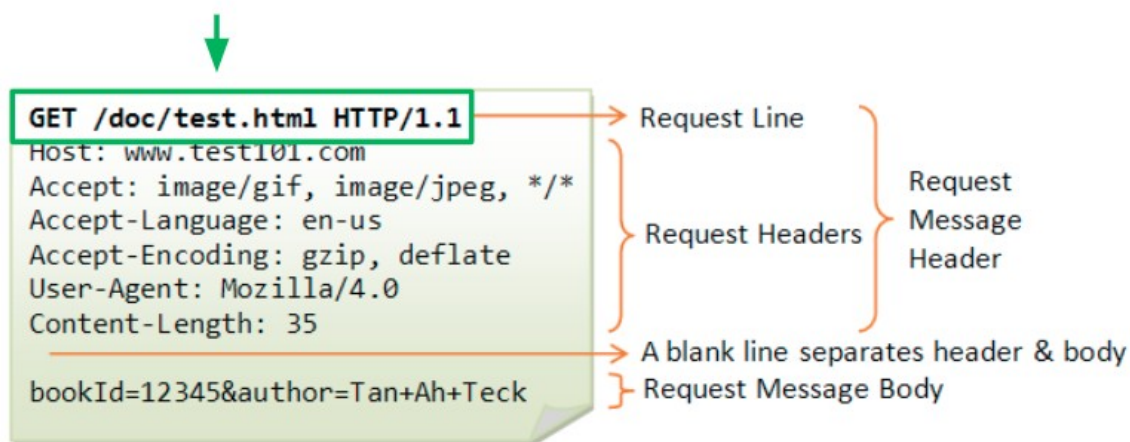 GET /doc/test.html HTTP/1.1
Host: www.test101.com
Accept: image/gif, image/jpeg, */*
Accept-Language: en-us
Accept-Encoding: gzip, deflate
User-Agent: Mozilla/4.0
Content-Length: 35
bookId=12345&author=Tan+Ah+Teck
Request Line
Request Headers
Request
Message
Header
A blank line separates header & body
Request Message Body